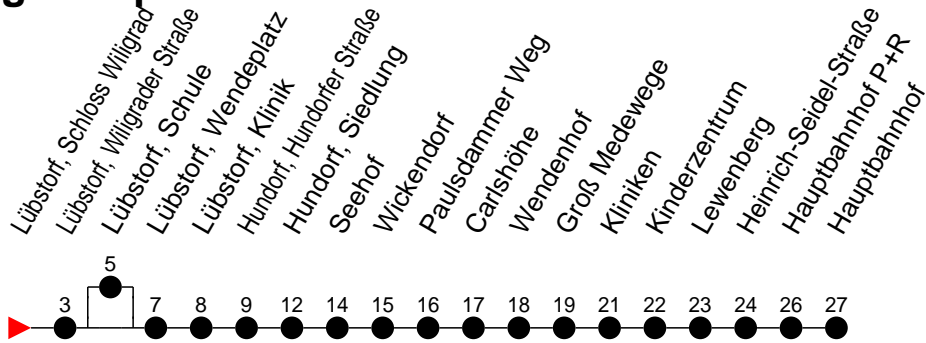 Lübstorf, Schloss Wiligrad
Lübstorf, Wiligrader Straße
Lübstorf, Schule
Lübstorf, Wendeplatz
Lübstorf, Klinik
Hundorf, Hundorfer Straße
Hundorf, Siedlung
Seehof
Wickendorf
Paulsdammer Weg
Carlshöhe
Wendenhof
Groß Medewege
Kliniken
Kinderzentrum
Lewenberg
Heinrich-Seidel-Straße
Hauptbahnhof P+R
Hauptbahnhof
5
3 7 8 9 12 14 15 16 17 18 19 21 22 23 24 26 27